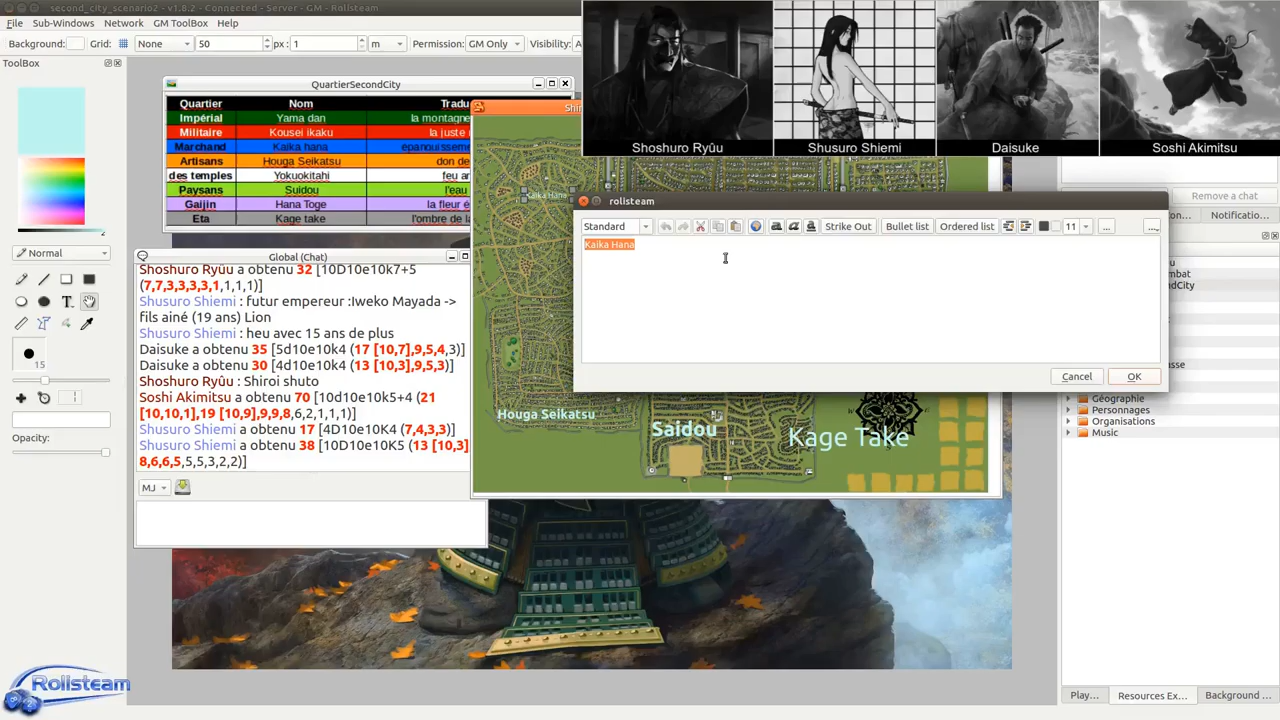 second_city_scenario2 - v1.8.2 - Connected - Server - GM - Rolisteam
File Sub-Windows Network GM ToolBox Help
Background: Grid: None 50 px : 1 m Permission: GM Only Visibility:
ToolBox
Normal
15
Opacity:
Rolisteam
QuartierSecondCity
Quartier Nom Tradu
Impérial Yama dan la montagne
Militaire Kousei ikaku la juste
Marchand Kaika hana épanouissem
Artisans Houga Seikatsu don de
des temples Yokuokitahi feu ar
Paysans Suidou l'eau
Gaijin Hana Toge la fleur é
Eta Kage take l'ombre de
Global (Chat)
Shoshuro Ryûu a obtenu 32 [10D10e10k7+5
(7,7,3,3,3,3,1,1,1,1)]
Shusuro Shiemi : futur empereur :Iweko Mayada ->
fils ainé (19 ans) Lion
Shusuro Shiemi : heu avec 15 ans de plus
Daisuke a obtenu 35 [5d10e10k4 (17 [10,7],9,5,4,3)]
Daisuke a obtenu 30 [4d10e10k4 (13 [10,3],9,5,3)]
Shoshuro Ryûu : Shiroi shuto
Soshi Akimitsu a obtenu 70 [10d10e10k5+4 (21
[10,10,1],19 [10,9],9,9,8,6,2,1,1,1)]
Shusuro Shiemi a obtenu 17 [4D10e10k4 (7,4,3,3)]
Shusuro Shiemi a obtenu 38 [10D10e10K5 (13 [10,3]
8,6,6,5,5,5,3,2,2)]
MJ
Shi
Kaika Hana
Houga Seikatsu
Saidou
Kage Take
Shoshuro Ryûu
Shusuro Shiemi
Daisuke
Soshi Akimitsu
rolisteam
Standard Strike Out Bullet list Ordered list 11 ... ...
Kaika Hana
Cancel OK
Remove a chat
Notificatio...
Géographie
Personnages
Organisations
Music
Play... Resources Ex... Background ...